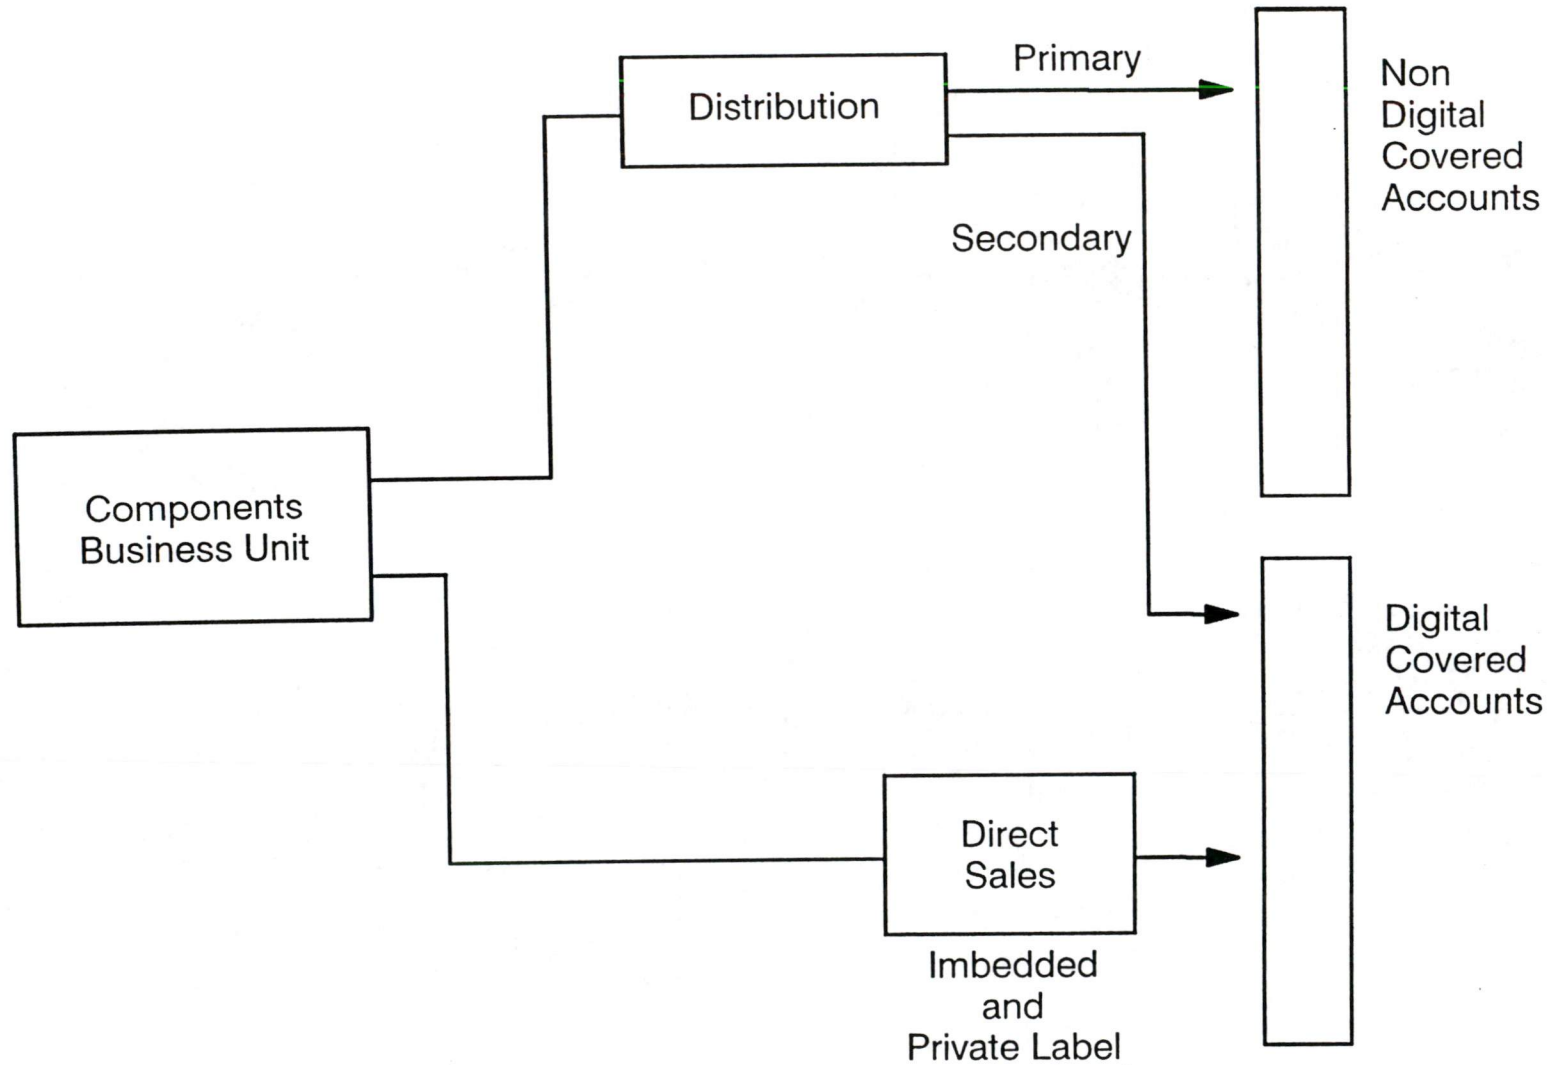 Primary
Distribution
Non
Digital
Covered
Accounts
Secondary
Components
Business Unit
Digital
Covered
Accounts
Direct
Sales
Imbedded
and
Private Label